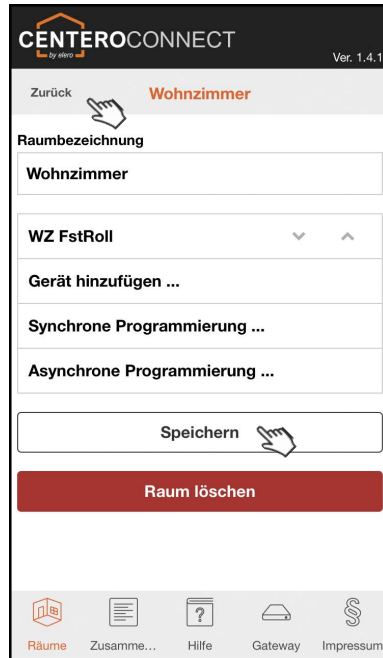 CENTEROCONNECT
by elero
Ver. 1.4.1
Zurück Wohnzimmer
Raumbezeichnung
Wohnzimmer
WZ FstRoll
Gerät hinzufügen ...
Synchrone Programmierung ...
Asynchrone Programmierung ...
Speichern
Raum löschen
?
§
Räume Zusamme... Hilfe Gateway Impressum